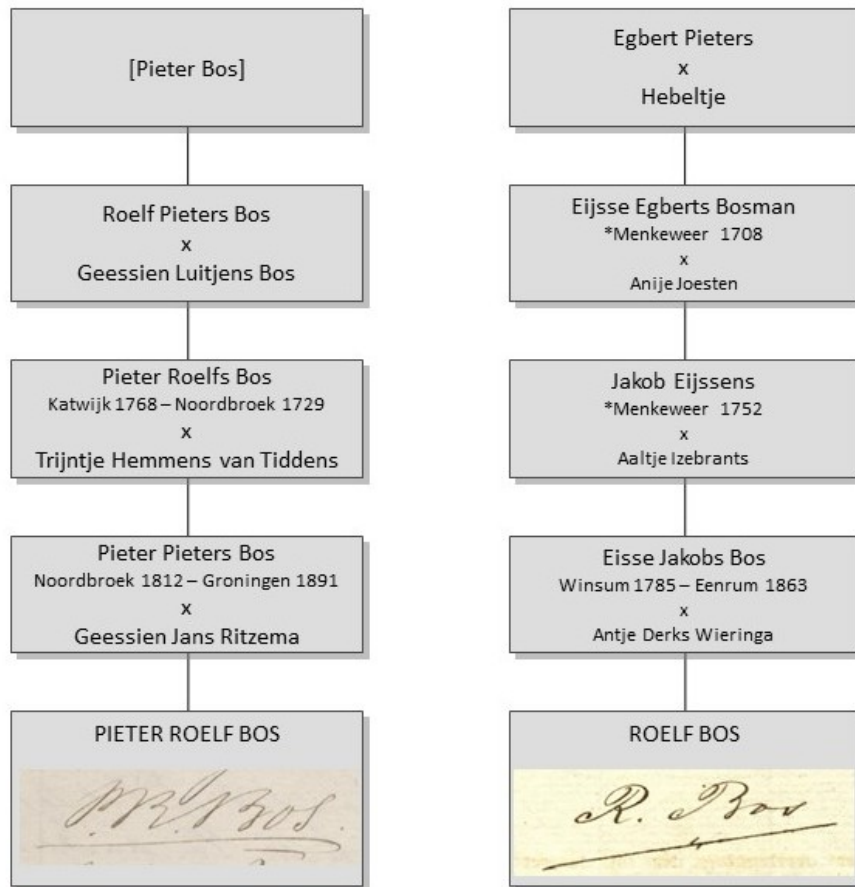 [Pieter Bos]
Roelf Pieters Bos
x
Geessien Luitjens Bos
Pieter Roelfs Bos
Katwijk 1768 – Noordbroek 1729
x
Trijntje Hemmens van Tiddens
Pieter Pieters Bos
Noordbroek 1812 – Groningen 1891
x
Geessien Jans Ritzema
PIETER ROELF BOS
P.R. Bos.
Egbert Pieters
x
Hebeltje
Eijsse Egberts Bosman
*Menkeweer 1708
x
Anije Joesten
Jakob Eijssens
*Menkeweer 1752
x
Aaltje Izebrants
Eisse Jakobs Bos
Winsum 1785 – Eenrum 1863
x
Antje Derks Wieringa
ROELF BOS
R. Bos